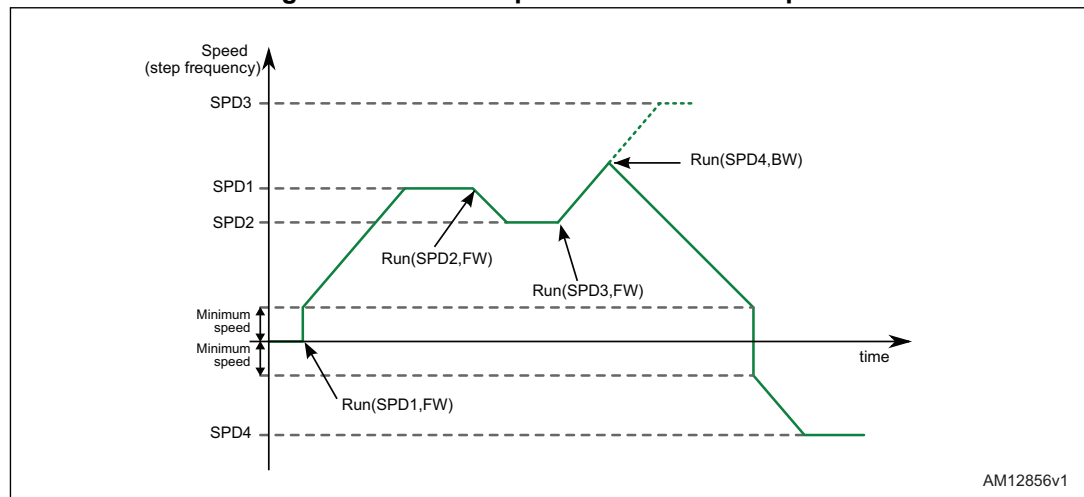 Speed
(step frequency)
SPD3
Run(SPD4,BW)
SPD1
SPD2
Run(SPD2,FW)
Run(SPD3,FW)
Minimum
speed
Minimum
speed
time
Run(SPD1,FW)
SPD4
AM12856v1